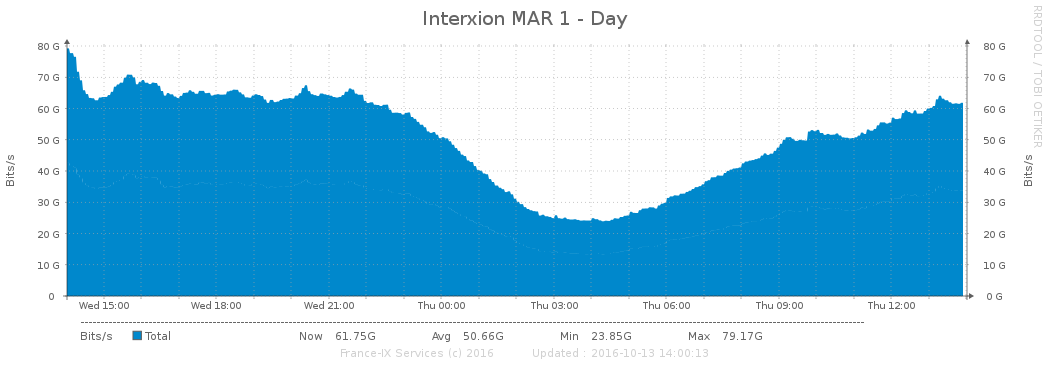 Interxion MAR 1 - Day
RRDTOOL / TOBI OETIKER
Bits/s
80 G 80 G
70 G 70 G
60 G 60 G
50 G 50 G
40 G 40 G
30 G 30 G
20 G 20 G
10 G 10 G
0 0 G
Bits/s
Wed 15:00 Wed 18:00 Wed 21:00 Thu 00:00 Thu 03:00 Thu 06:00 Thu 09:00 Thu 12:00
Bits/s Total Now 61.75G Avg 50.66G Min 23.85G Max 79.17G
France-IX Services (c) 2016 Updated : 2016-10-13 14:00:13